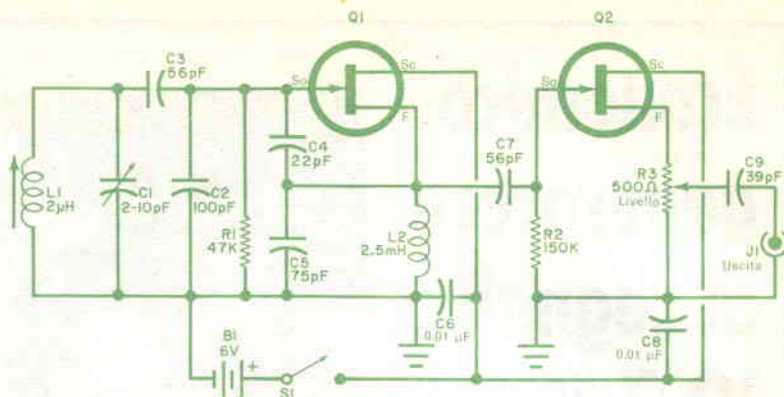 Q1
Q2
C3
56pF
So
Sc
F
C4
22pF
C7
56pF
So
Sc
F
L1
2µH
C1
2-10pF
C2
100pF
R1
47K
C5
75pF
L2
2.5mH
R2
150K
R3
500Ω
Livello
C9
39pF
J1
Uscita
C6
0.01 µF
C8
0.01 µF
B1
6V
+
S1